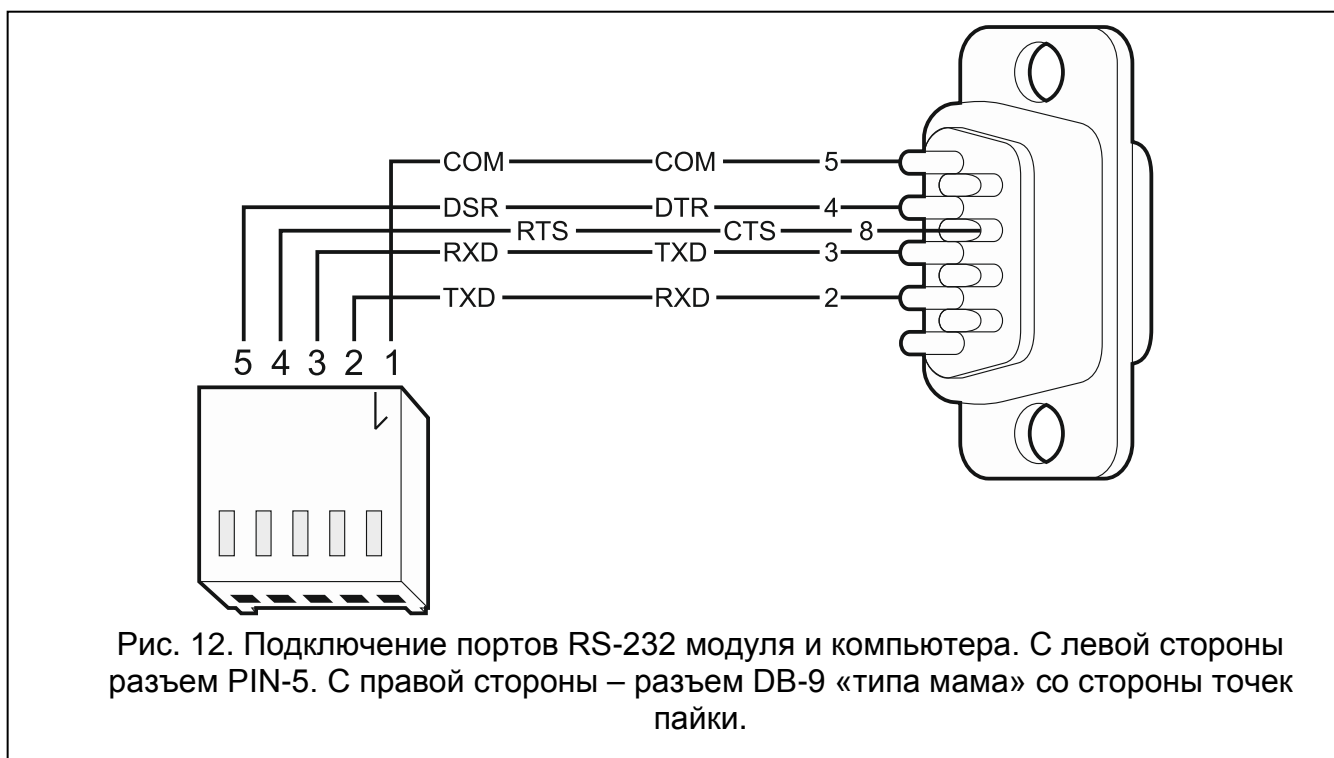 COM COM 5
DSR DTR 4
RTS CTS 8
RXD TXD 3
TXD RXD 2
5 4 3 2 1
Рис. 12. Подключение портов RS-232 модуля и компьютера. С левой стороны
разъем PIN-5. С правой стороны – разъем DB-9 «типа мама» со стороны точек
пайки.